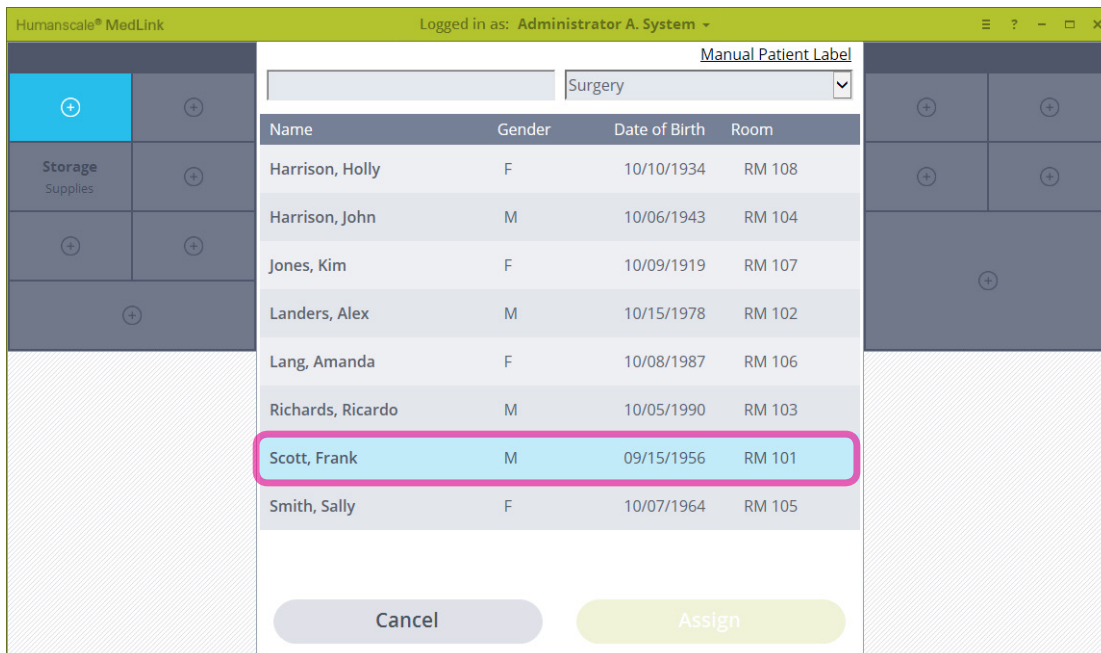 Humanscale® MedLink Logged in as: Administrator A. System ?
Manual Patient Label
Surgery
Name Gender Date of Birth Room
Storage
Supplies
Harrison, Holly F 10/10/1934 RM 108
Harrison, John M 10/06/1943 RM 104
Jones, Kim F 10/09/1919 RM 107
Landers, Alex M 10/15/1978 RM 102
Lang, Amanda F 10/08/1987 RM 106
Richards, Ricardo M 10/05/1990 RM 103
Scott, Frank M 09/15/1956 RM 101
Smith, Sally F 10/07/1964 RM 105
Cancel Assign